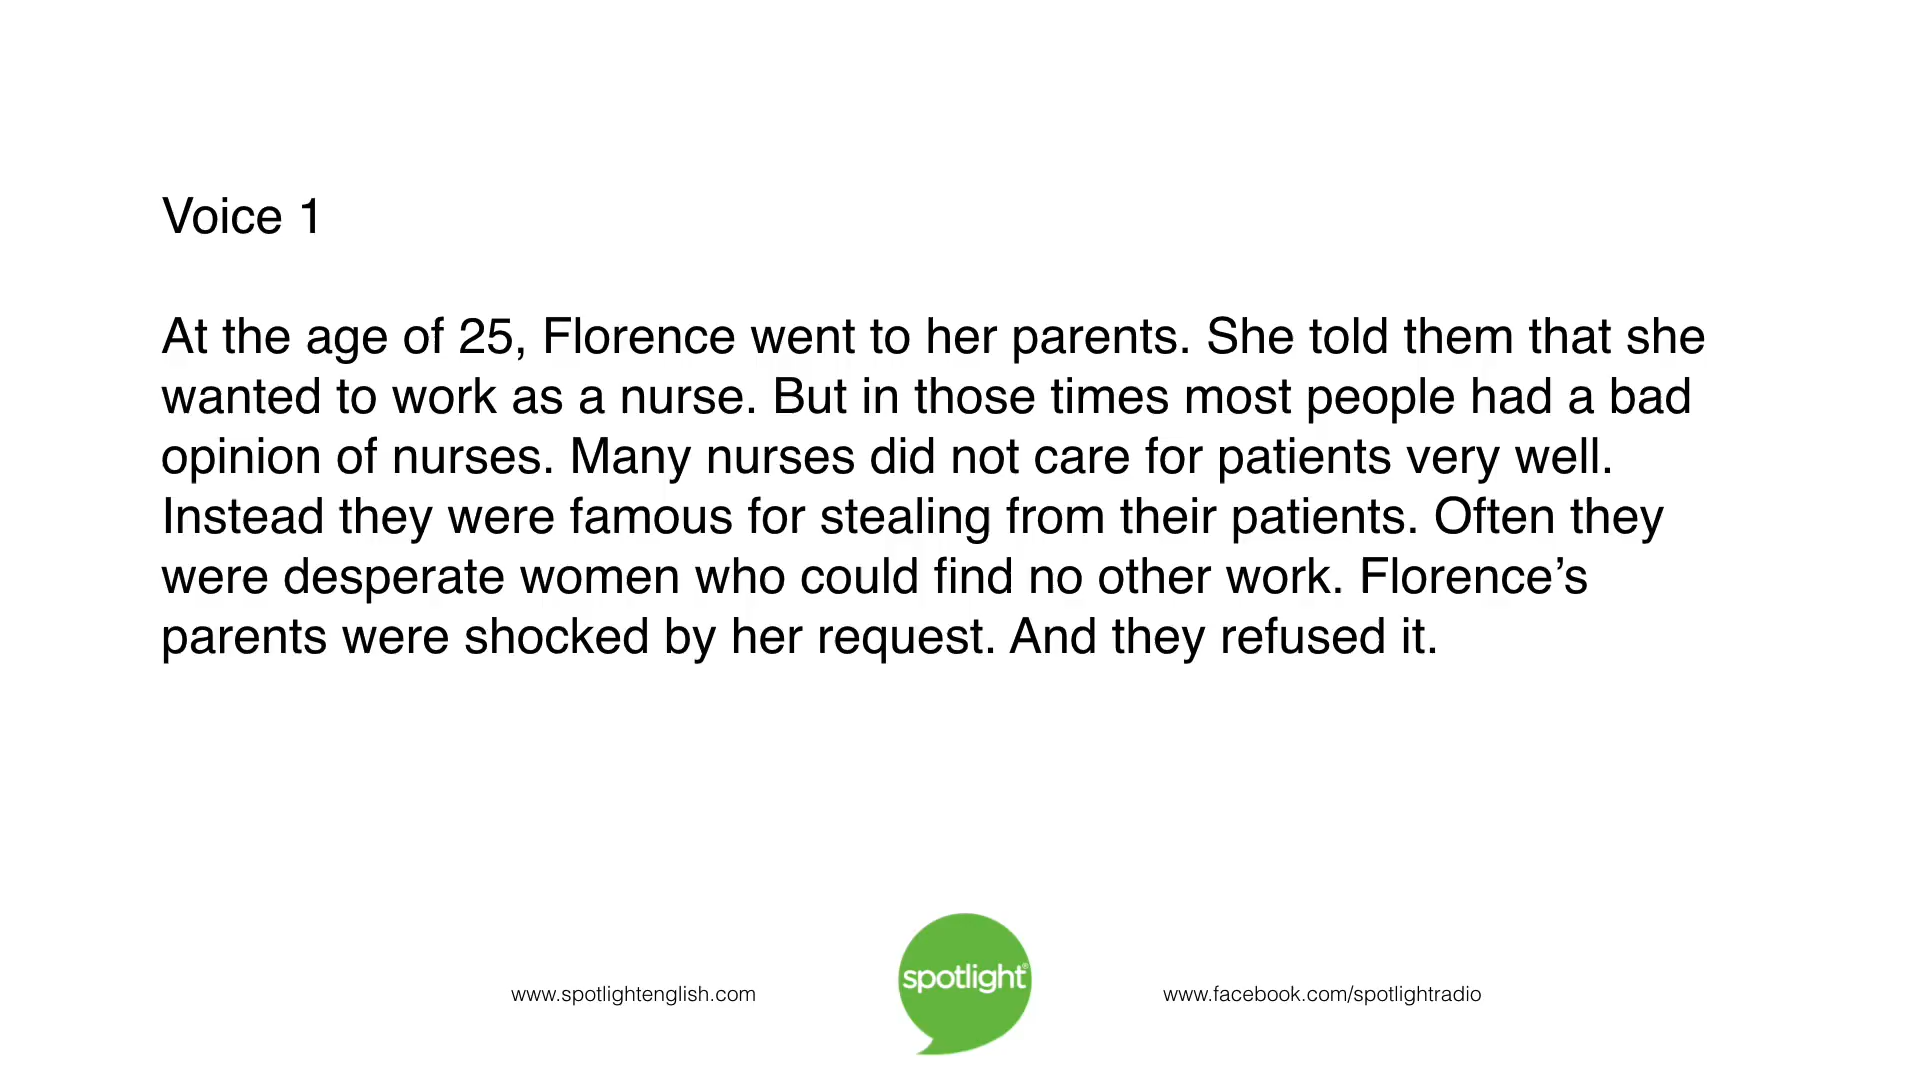 Voice 1
At the age of 25, Florence went to her parents. She told them that she
wanted to work as a nurse. But in those times most people had a bad
opinion of nurses. Many nurses did not care for patients very well.
Instead they were famous for stealing from their patients. Often they
were desperate women who could find no other work. Florence’s
parents were shocked by her request. And they refused it.
www.spotlightenglish.com
spotlight®
www.facebook.com/spotlightradio